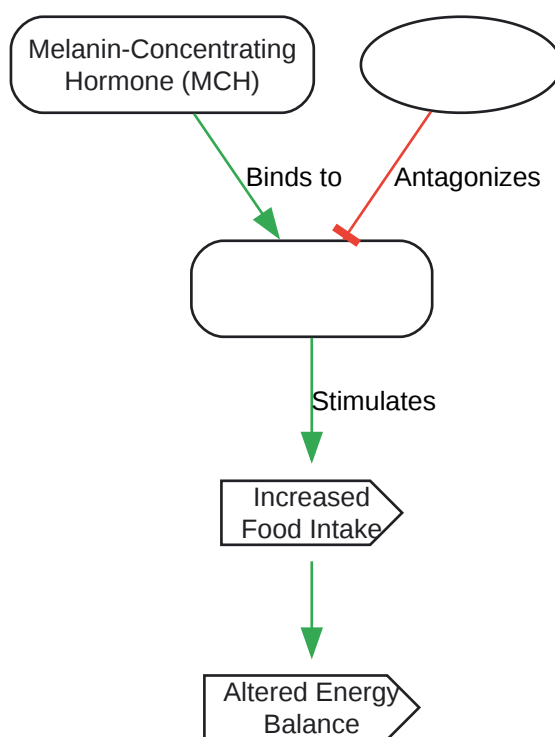 Melanin-Concentrating
Hormone (MCH)
Binds to
Antagonizes
Stimulates
Increased
Food Intake
Altered Energy
Balance